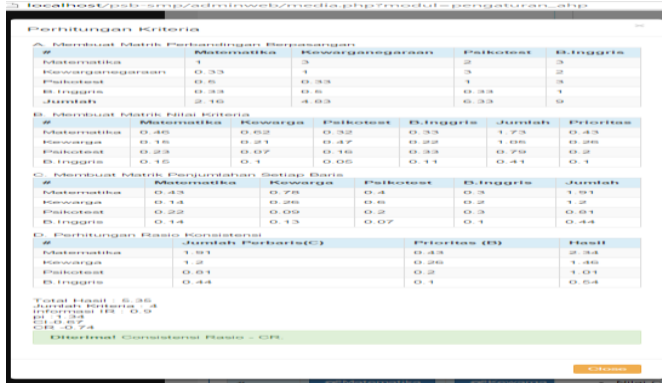 localhost/psb-smp/adminweb/media.php?modul=pengaturan_ahp
Perhitungan Kriteria
A. Membuat Matrik Perbandingan Berpasangan
# Matematika Kewarganegaraan Psikotest B.Inggris
Matematika 1 3 2 3
Kewarganegaraan 0.33 1 3 2
Psikotest 0.5 0.33 1 3
B. Inggris 0.33 0.5 0.33 1
Jumlah 2.16 4.83 6.33 9
B. Membuat Matrik Nilai Kriteria
# Matematika Kewarga Psikotest B.Inggris Jumlah Prioritas
Matematika 0.46 0.62 0.32 0.33 1.73 0.43
Kewarga 0.15 0.21 0.47 0.22 1.05 0.26
Psikotest 0.23 0.07 0.16 0.33 0.79 0.2
B. Inggris 0.15 0.1 0.05 0.11 0.41 0.1
C. Membuat Matrik Penjumlahan Setiap Baris
# Matematika Kewarga Psikotest B.Inggris Jumlah
Matematika 0.43 0.78 0.4 0.3 1.91
Kewarga 0.14 0.26 0.6 0.2 1.2
Psikotest 0.22 0.09 0.2 0.3 0.81
B. Inggris 0.14 0.13 0.07 0.1 0.44
D. Perhitungan Rasio Konsistensi
# Jumlah Perbaris(C) Prioritas (B) Hasil
Matematika 1.91 0.43 2.34
Kewarga 1.2 0.26 1.46
Psikotest 0.81 0.2 1.01
B. Inggris 0.44 0.1 0.54
Total Hasil : 5.35
Jumlah Kriteria : 4
Informasi IR : 0.9
pi : 1.34
CI-0.67
CR -0.74
Diterima! Consistensi Rasio - CR.
Close